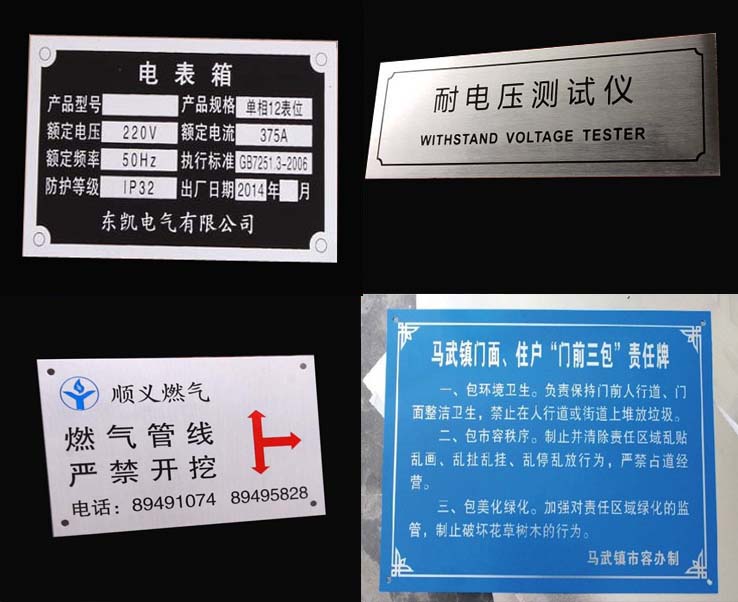 电表箱
产品型号 产品规格 单相12表位
额定电压 220V 额定电流 375A
额定频率 50Hz 执行标准 GB7251.3-2006
防护等级 IP32 出厂日期 2014年 月
东凯电气有限公司
耐电压测试仪
WITHSTAND VOLTAGE TESTER
顺义燃气
燃气管线
严禁开挖
电话：89491074 89495828
马武镇门面、住户“门前三包”责任牌
一、包环境卫生。负责保持门前人行道、门
面整洁卫生，禁止在人行道或街道上堆放垃圾。
二、包市容秩序。制止并清除责任区域乱贴
乱画、乱扯乱挂、乱停乱放行为，严禁占道经
营。
三、包美化绿化。加强对责任区域绿化的监
管，制止破坏花草树木的行为。
马武镇市容办制